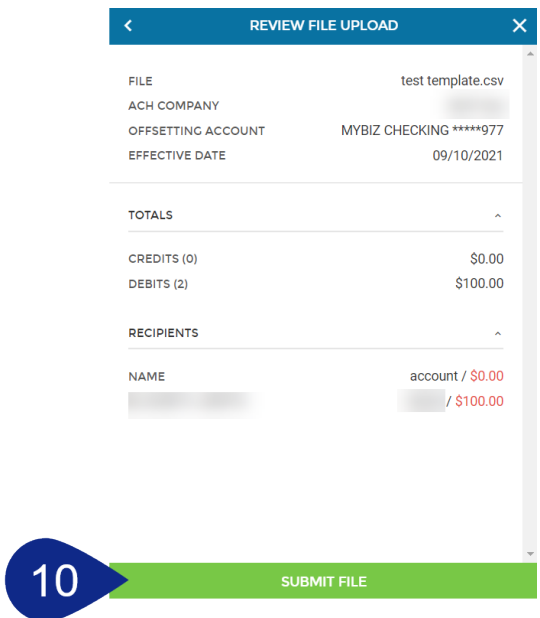 REVIEW FILE UPLOAD
FILE test template.csv
ACH COMPANY
OFFSETTING ACCOUNT MYBIZ CHECKING *****977
EFFECTIVE DATE 09/10/2021
TOTALS
CREDITS (0) $0.00
DEBITS (2) $100.00
RECIPIENTS
NAME account / $0.00
/ $100.00
10 SUBMIT FILE